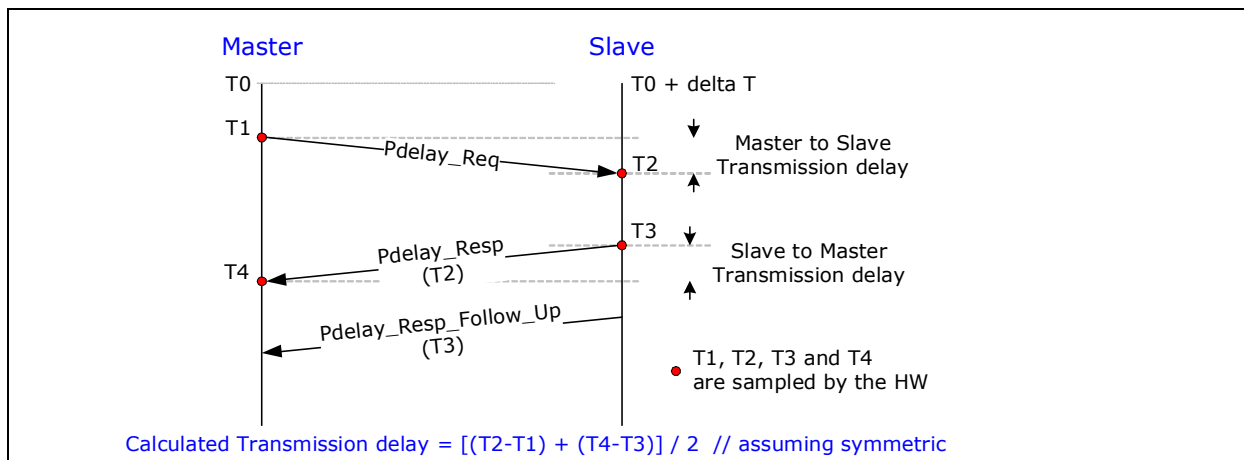 Master
Slave
T0
T0 + delta T
T1
Pdelay_Req
T2
Master to Slave
Transmission delay
T3
Pdelay_Resp
(T2)
T4
Slave to Master
Transmission delay
Pdelay_Resp_Follow_Up
(T3)
T1, T2, T3 and T4
are sampled by the HW
Calculated Transmission delay = [(T2-T1) + (T4-T3)] / 2 // assuming symmetric